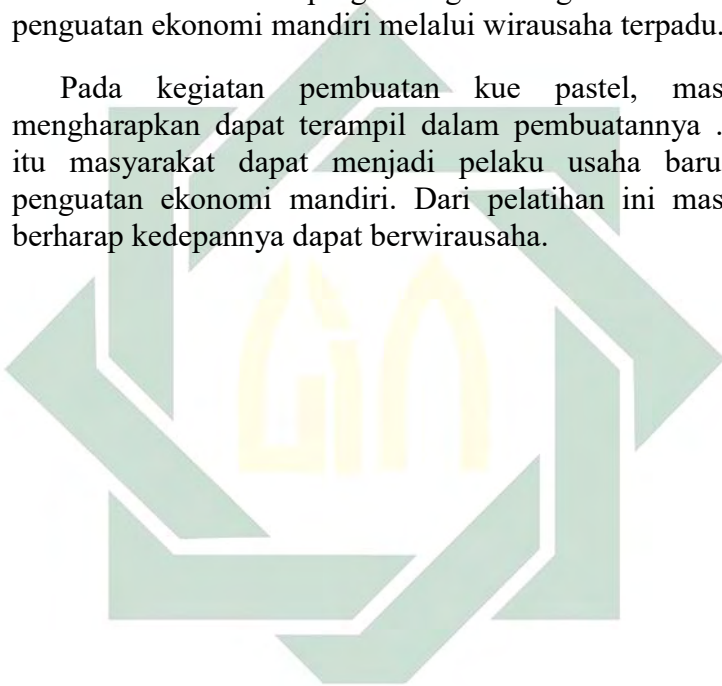 penguatan ekonomi mandiri melalui wirausaha terpadu.
Pada kegiatan pembuatan kue pastel, mas
mengharapkan dapat terampil dalam pembuatannya .
itu masyarakat dapat menjadi pelaku usaha baru
penguatan ekonomi mandiri. Dari pelatihan ini mas
berharap kedepannya dapat berwirausaha.